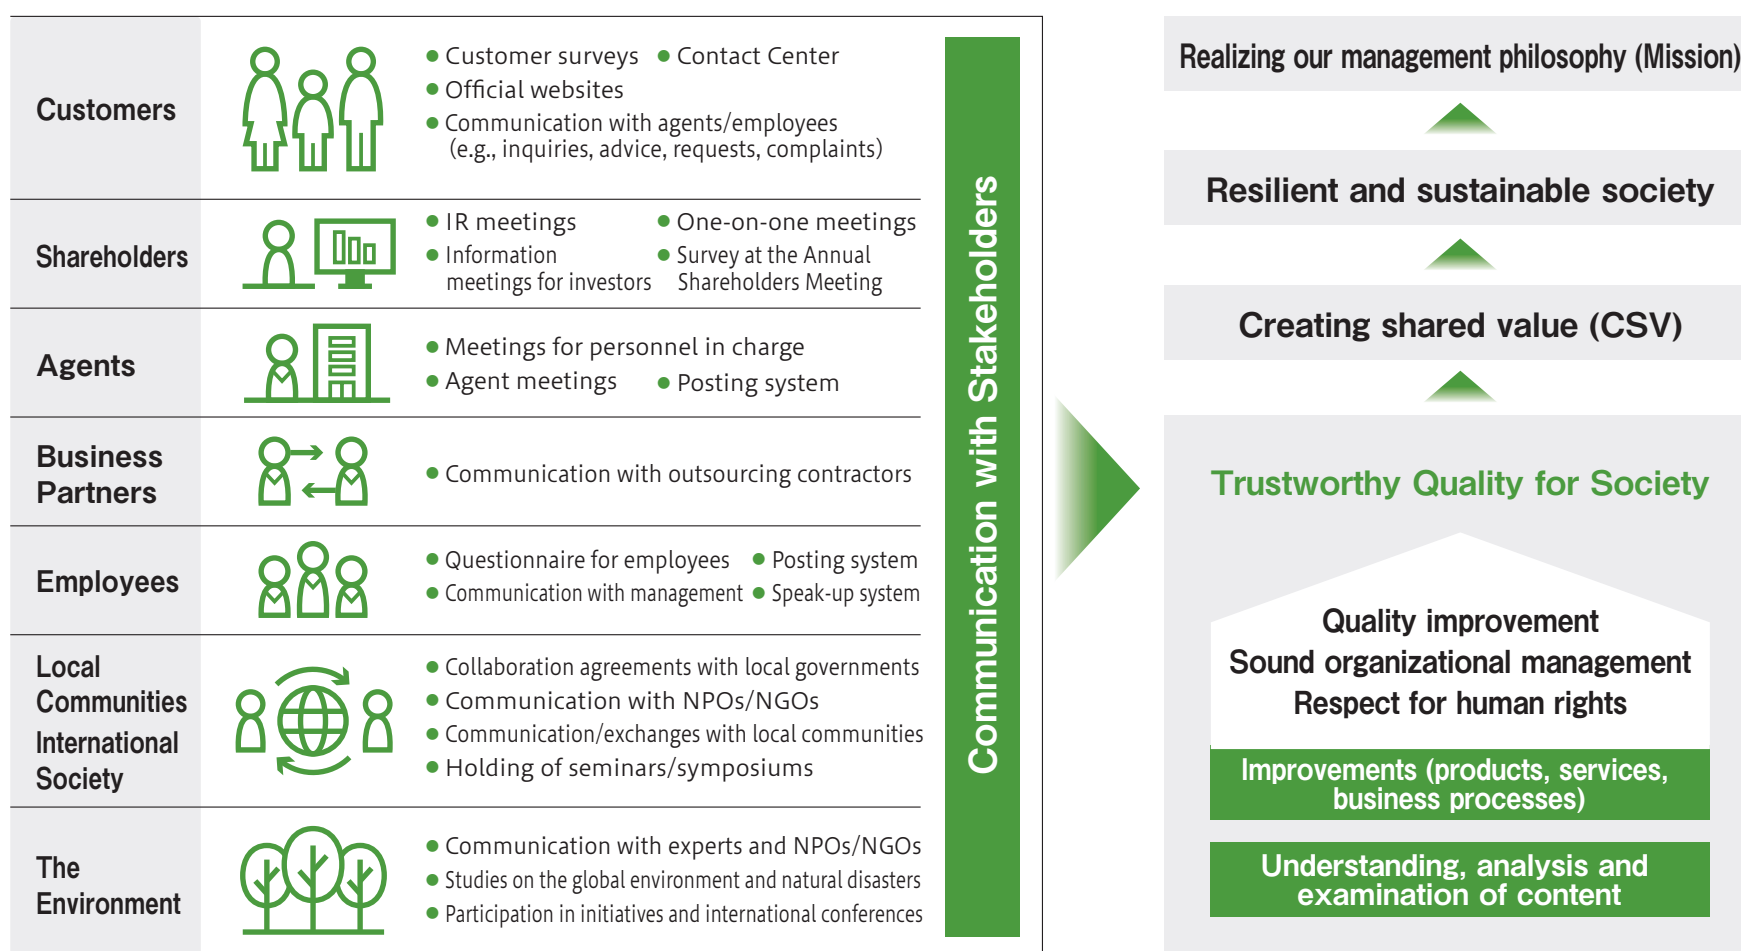 Customers
● Customer surveys ● Contact Center
● Official websites
● Communication with agents/employees
(e.g., inquiries, advice, requests, complaints)
Shareholders
● IR meetings ● One-on-one meetings
● Information
meetings for investors
● Survey at the Annual
Shareholders Meeting
Agents
● Meetings for personnel in charge
● Agent meetings ● Posting system
Business
Partners
● Communication with outsourcing contractors
Employees
● Questionnaire for employees ● Posting system
● Communication with management ● Speak-up system
Local
Communities
International
Society
● Collaboration agreements with local governments
● Communication with NPOs/NGOs
● Communication/exchanges with local communities
● Holding of seminars/symposiums
The
Environment
● Communication with experts and NPOs/NGOs
● Studies on the global environment and natural disasters
● Participation in initiatives and international conferences
Communication with Stakeholders
Realizing our management philosophy (Mission)
Resilient and sustainable society
Creating shared value (CSV)
Trustworthy Quality for Society
Quality improvement
Sound organizational management
Respect for human rights
Improvements (products, services,
business processes)
Understanding, analysis and
examination of content